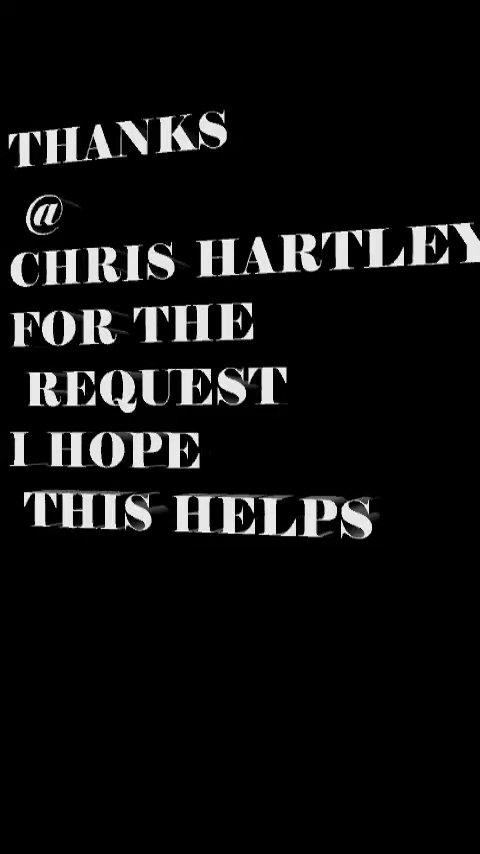 THANKS
@
CHRIS HARTLEY
FOR THE
REQUEST
I HOPE
THIS HELPS